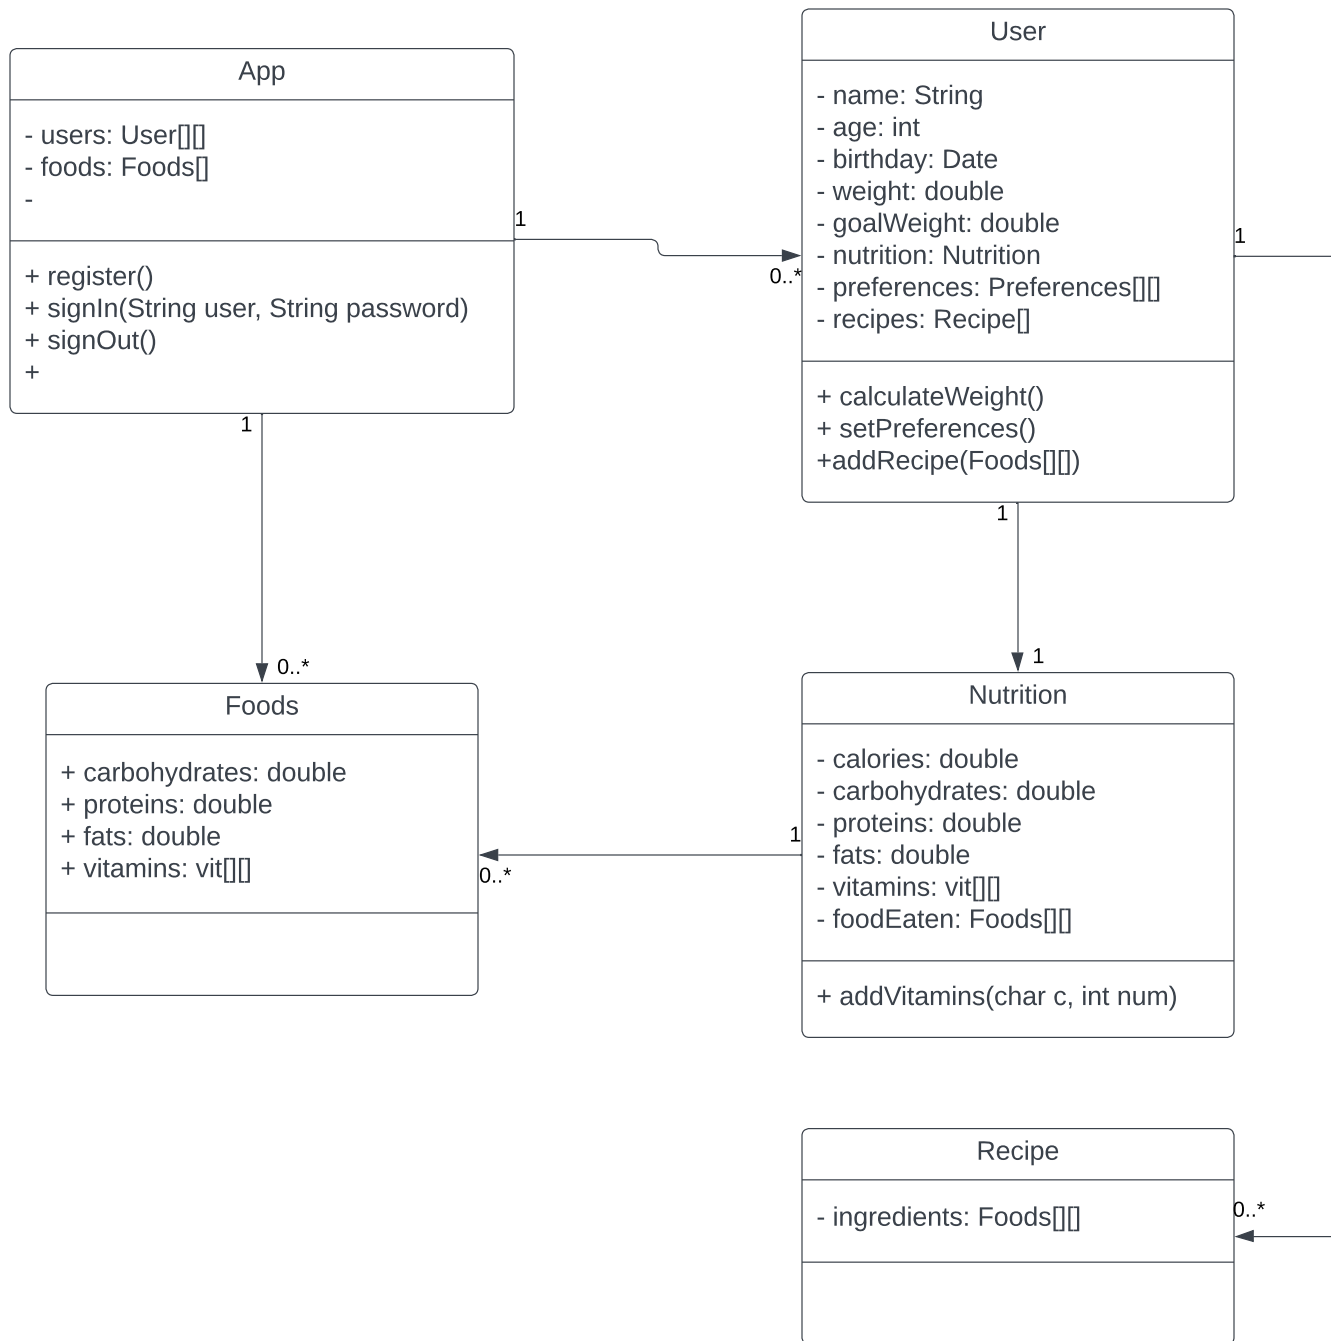 App
- users: User[][]
- foods: Foods[]
-
+ register()
+ signIn(String user, String password)
+ signOut()
+
1
0..*
1
0..*
User
- name: String
- age: int
- birthday: Date
- weight: double
- goalWeight: double
- nutrition: Nutrition
- preferences: Preferences[][]
- recipes: Recipe[]
+ calculateWeight()
+ setPreferences()
+addRecipe(Foods[][])
1
1
1
Foods
+ carbohydrates: double
+ proteins: double
+ fats: double
+ vitamins: vit[][]
Nutrition
- calories: double
- carbohydrates: double
- proteins: double
- fats: double
- vitamins: vit[][]
- foodEaten: Foods[][]
+ addVitamins(char c, int num)
1
0..*
Recipe
- ingredients: Foods[][]
0..*